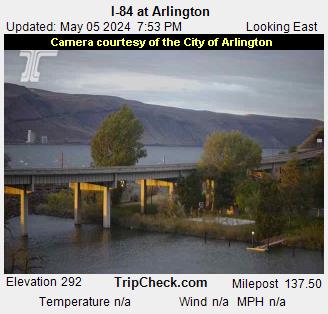 I-84 at Arlington
Updated: May 05 2024 7:53 PM Looking East
Camera courtesy of the City of Arlington
Elevation 292 TripCheck.com Milepost 137.50
Temperature n/a Wind n/a MPH n/a